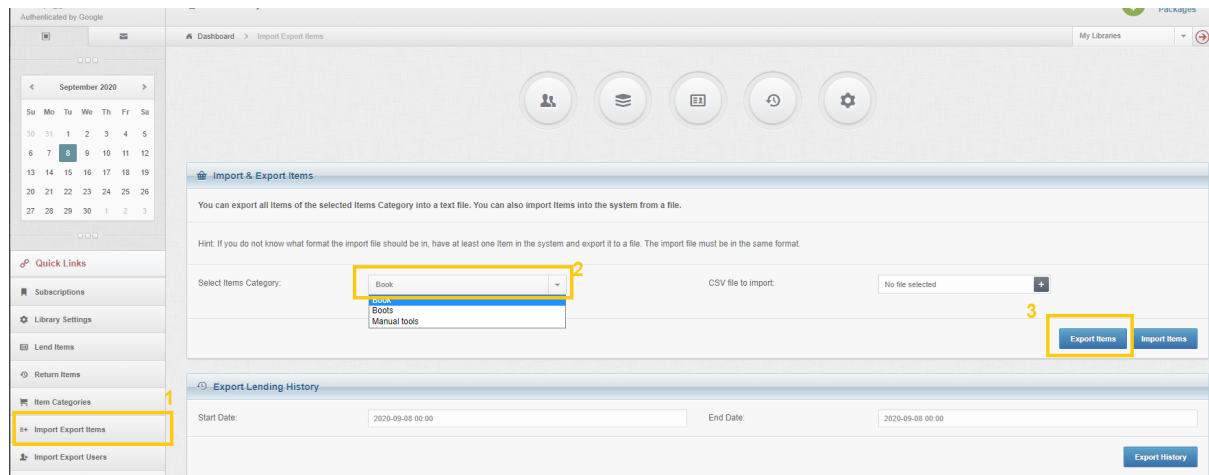 Authenticated by Google
Packages
Dashboard > Import Export Items
My Libraries
September 2020
Su Mo Tu We Th Fr Sa
30 31 1 2 3 4 5
6 7 8 9 10 11 12
13 14 15 16 17 18 19
20 21 22 23 24 25 26
27 28 29 30 1 2 3
Quick Links
Subscriptions
Library Settings
Lend Items
Return Items
Item Categories
1
Import Export Items
Import Export Users
Import & Export Items
You can export all Items of the selected Items Category into a text file. You can also import Items into the system from a file.
Hint: If you do not know what format the import file should be in, have at least one Item in the system and export it to a file. The import file must be in the same format.
2
Select Items Category:
Book
Book
Boots
Manual tools
CSV file to import:
No file selected
3
Export Items
Import Items
Export Lending History
Start Date:
2020-09-08 00:00
End Date:
2020-09-08 00:00
Export History